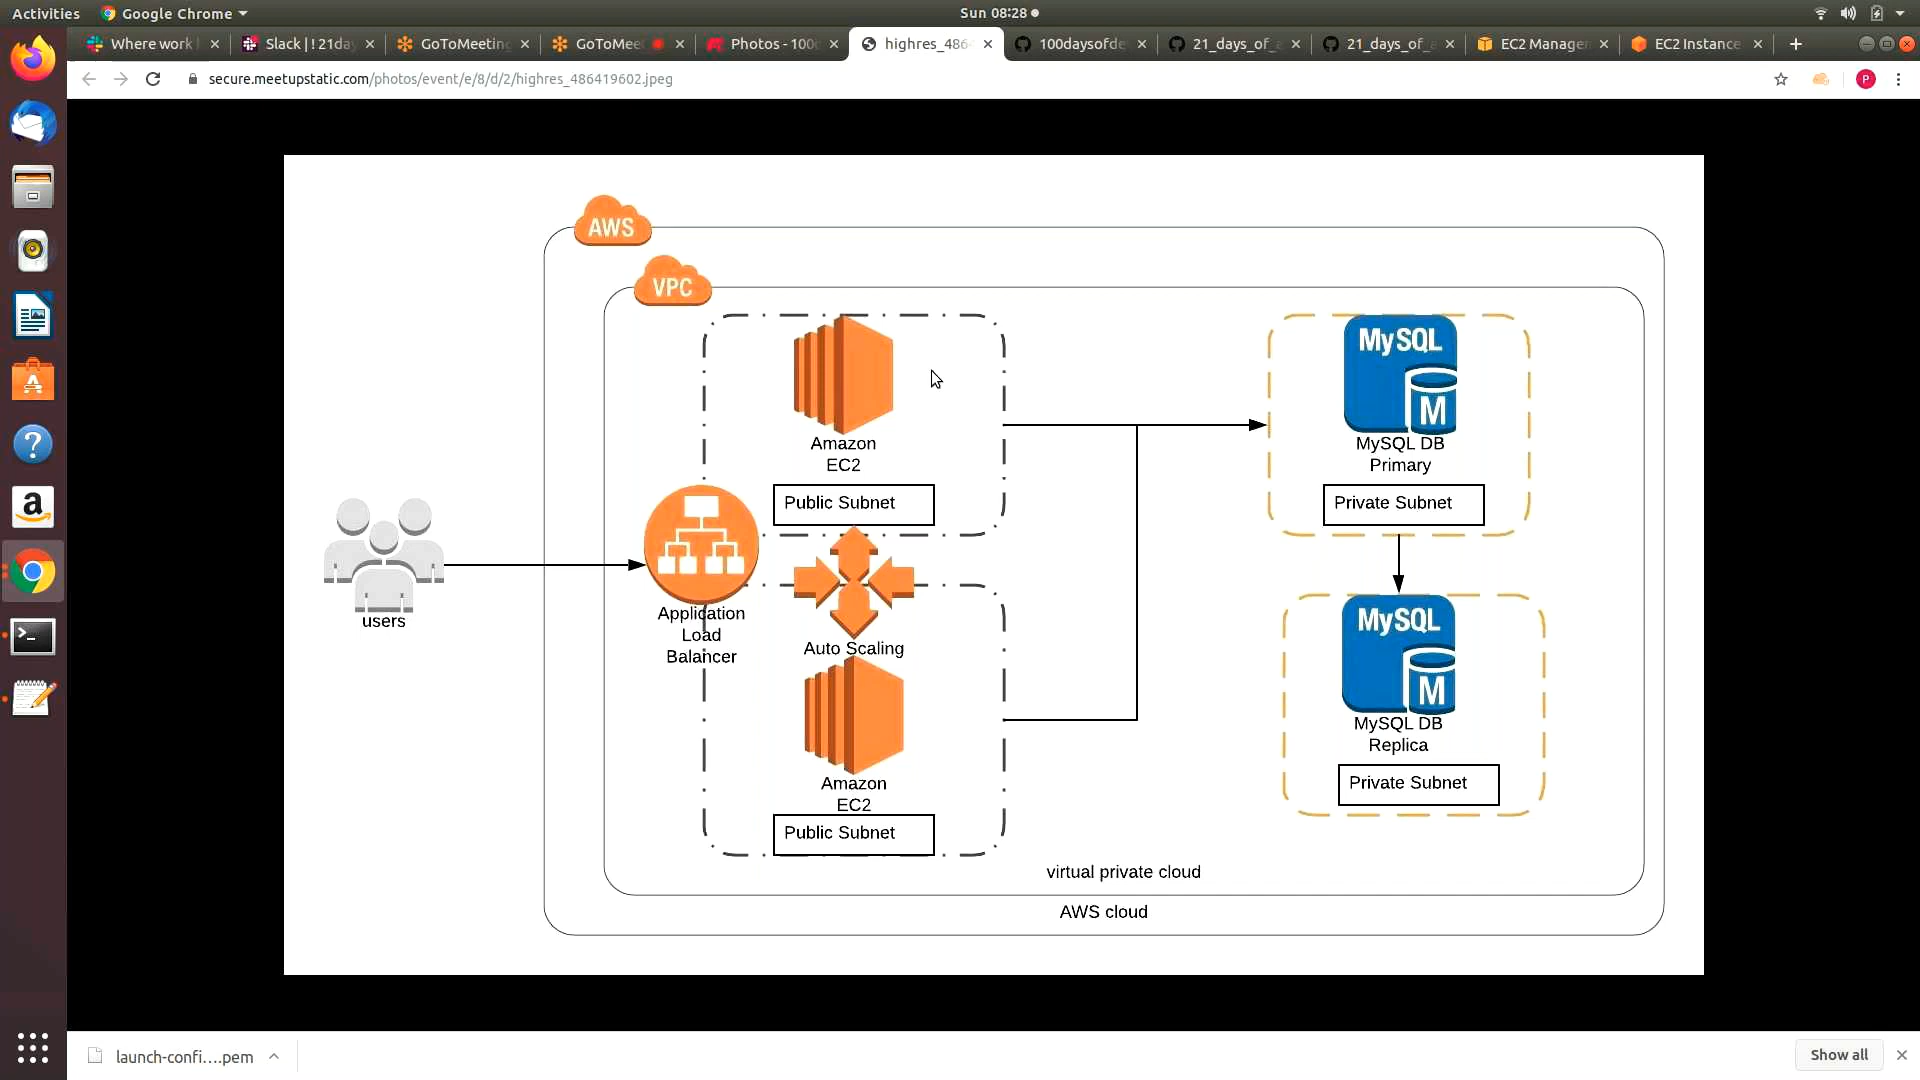 Activities
Google Chrome
Sun 08:28
Where work
Slack | ! 21day
GoToMeeting
GoToMee
Photos - 100
highres_486
100daysofde
21_days_of_a
21_days_of_a
EC2 Manage
EC2 Instance
secure.meetupstatic.com/photos/event/e/8/d/2/highres_486419602.jpeg
P
AWS
VPC
Amazon
EC2
Public Subnet
MySQL
M
MySQL DB
Primary
Private Subnet
users
Application
Load
Balancer
Auto Scaling
Amazon
EC2
Public Subnet
MySQL
M
MySQL DB
Replica
Private Subnet
virtual private cloud
AWS cloud
launch-confi....pem
Show all